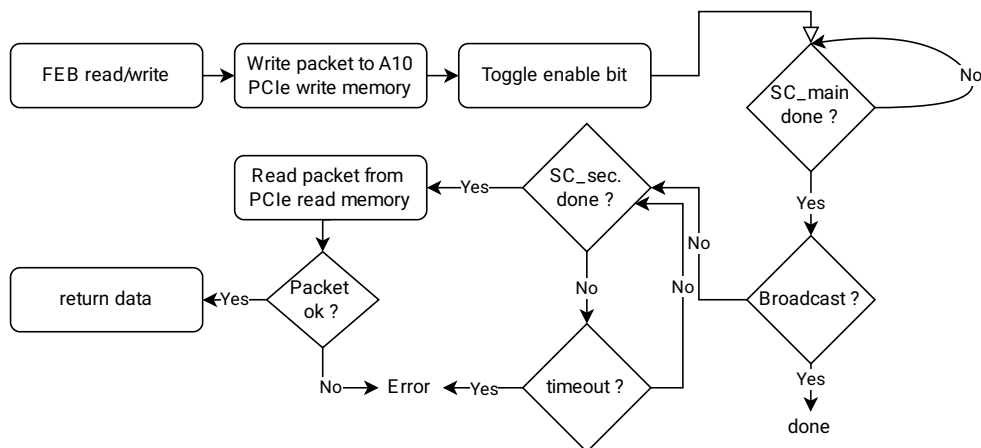 FEB read/write
Write packet to A10
PCIe write memory
Toggle enable bit
SC_main
done ?
No
Yes
Broadcast ?
No
Yes
done
SC_sec.
done ?
Yes
No
timeout ?
No
Yes
Error
Read packet from
PCIe read memory
Packet
ok ?
No
Yes
return data